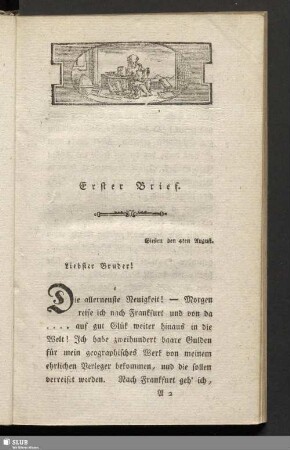 Erster Brief.
Giesen den 4ten August.
Liebster Bruder!
Die allerneuste Neuigkeit! — Morgen
reise ich nach Frankfurt und von da
.... auf gut Glük weiter hinaus in die
Welt! Ich habe zweihundert baare Gulden
für mein geographisches Werk von meinem
ehrlichen Verleger bekommen, und die sollen
verreiset werden. Nach Frankfurt geh' ich,
A 2
SLUB